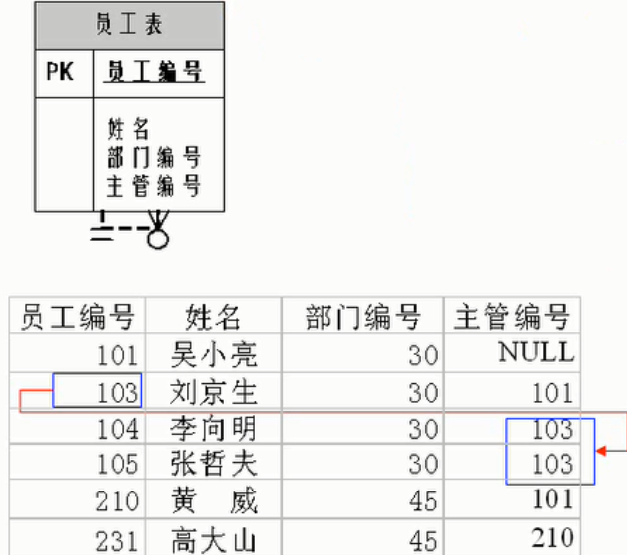 员工表
PK 员工编号
姓名
部门编号
主管编号
员工编号 姓名 部门编号 主管编号
101 吴小亮 30 NULL
103 刘京生 30 101
104 李向明 30 103
105 张哲夫 30 103
210 黄 威 45 101
231 高大山 45 210